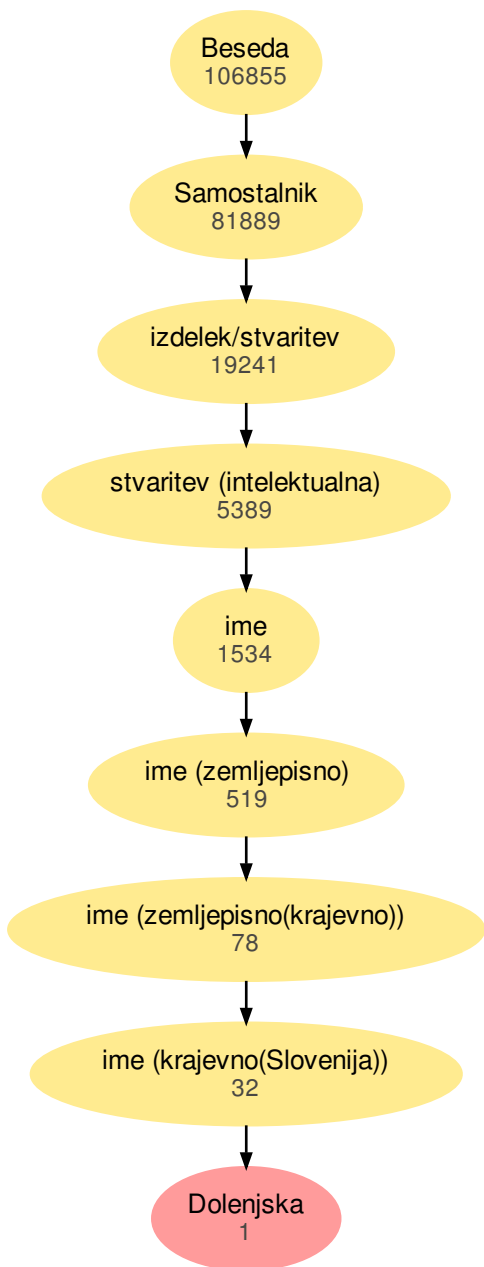 Beseda
106855
Samostalnik
81889
izdelek/stvaritev
19241
stvaritev (intelektualna)
5389
ime
1534
ime (zemljepisno)
519
ime (zemljepisno(krajevno))
78
ime (krajevno(Slovenija))
32
Dolenjska
1